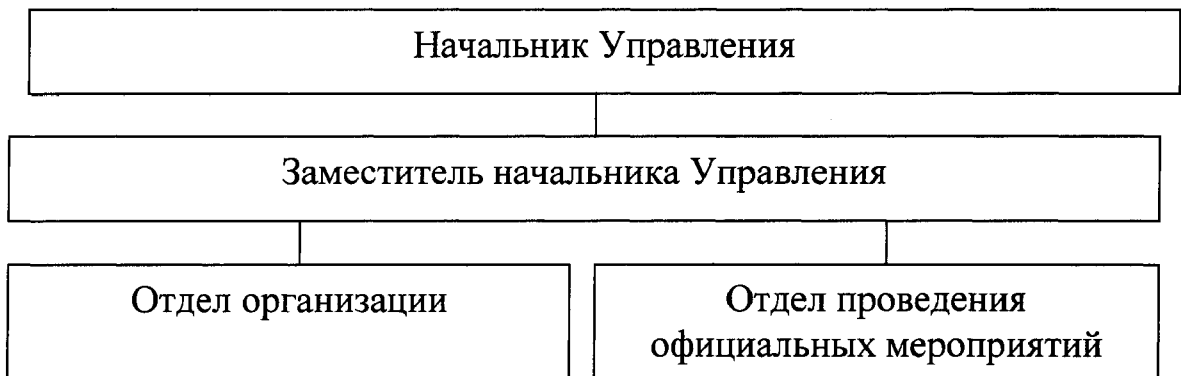 Начальник Управления
Заместитель начальника Управления
Отдел организации
Отдел проведения
официальных мероприятий